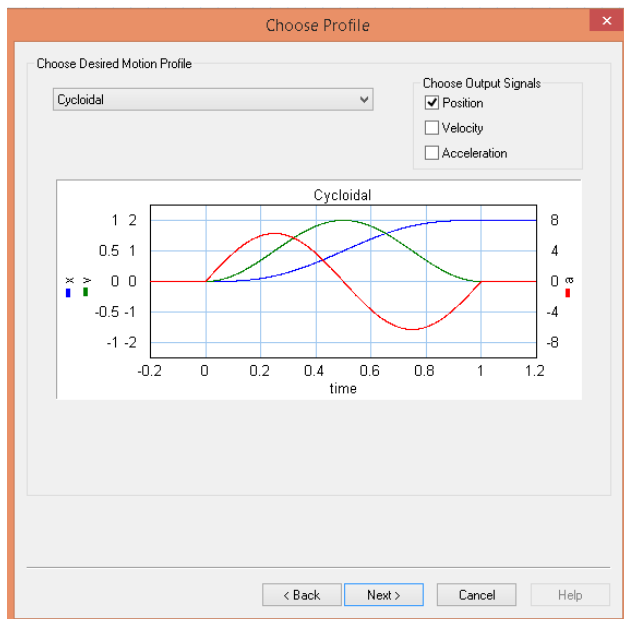 Choose Profile
×
Choose Desired Motion Profile
Cycloidal
Choose Output Signals
Position
Velocity
Acceleration
Cycloidal
1 2
8
0.5 1
4
0 0
0
-0.5 -1
-4
-1 -2
-8
x
v
a
-0.2 0 0.2 0.4 0.6 0.8 1 1.2
time
< Back
Next >
Cancel
Help